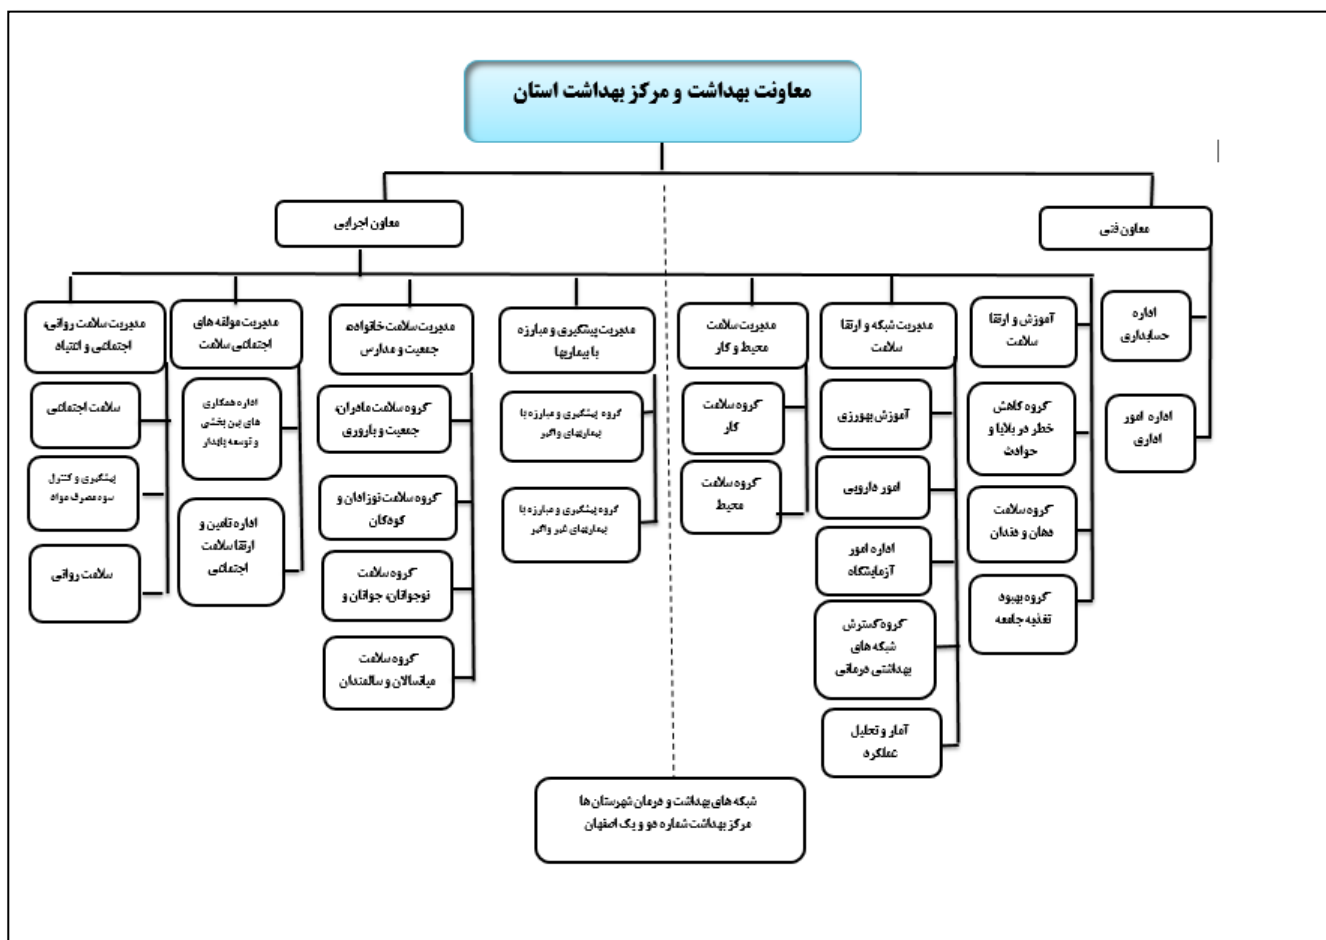 معاونت بهداشت و مرکز بهداشت استان
معاون فنی
معاون اجرایی
اداره
حسابداری
اداره امور
اداری
آموزش و ارتقا
سلامت
گروه کاهش
خطر در بلایا و
حوادث
گروه سلامت
دهان و دندان
گروه بهبود
تغذیه جامعه
مدیریت شبکه و ارتقا
سلامت
آموزش بهورزی
امور دارویی
اداره امور
آزمایشگاه
گروه گسترش
شبکه های
بهداشتی درمانی
آمار و تحلیل
عملکرد
مدیریت سلامت
محیط و کار
گروه سلامت
کار
گروه سلامت
محیط
مدیریت پیشگیری و مبارزه
با بیماریها
گروه پیشگیری و مبارزه با
بیماریهای واگیر
گروه پیشگیری و مبارزه با
بیماریهای غیر واگیر
مدیریت سلامت خانواده،
جمعیت و مدارس
گروه سلامت مادران،
جمعیت و باروری
گروه سلامت نوزادان و
کودکان
گروه سلامت
نوجوانان، جوانان و
گروه سلامت
میانسالان و سالمندان
مدیریت مولفه های
اجتماعی سلامت
اداره همکاری
های بین بخشی
و توسعه پایدار
اداره تامین و
ارتقا سلامت
اجتماعی
مدیریت سلامت روانی،
اجتماعی و اعتیاد
سلامت اجتماعی
پیشگیری و کنترل
سوء مصرف مواد
سلامت روانی
شبکه های بهداشت و درمان شهرستان ها
مرکز بهداشت شماره دو و یک اصفهان